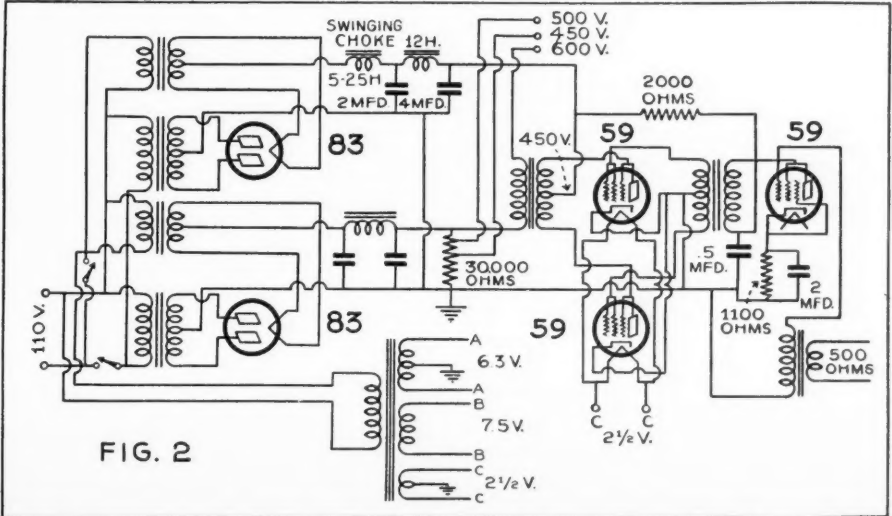 SWINGING
CHOKE
12H.
5-25H
2MFD.
4MFD.
500 V.
450 V.
600 V.
2000
OHMS
83
450V.
59
59
.5
MFD.
2
MFD.
1100
OHMS
30,000
OHMS
59
110 V.
83
A
6.3 V.
A
B
7.5 V.
B
C
2½ V.
C
C
C
2½ V.
500
OHMS
FIG. 2